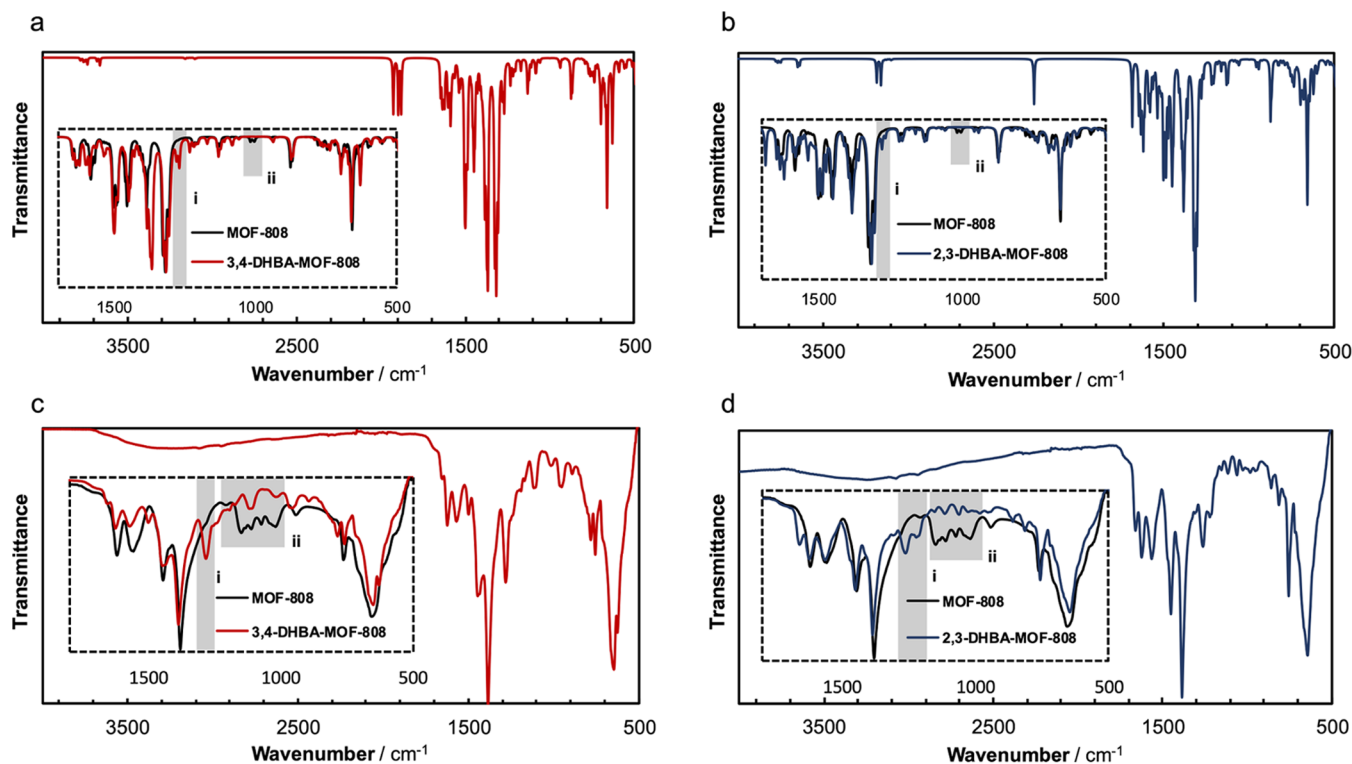 a
Transmittance
i
ii
MOF-808
3,4-DHBA-MOF-808
1500
1000
500
3500
2500
1500
500
Wavenumber / cm-1
b
Transmittance
i
ii
MOF-808
2,3-DHBA-MOF-808
1500
1000
500
3500
2500
1500
500
Wavenumber / cm-1
c
Transmittance
i
ii
MOF-808
3,4-DHBA-MOF-808
1500
1000
500
3500
2500
1500
500
Wavenumber / cm-1
d
Transmittance
i
ii
MOF-808
2,3-DHBA-MOF-808
1500
1000
500
3500
2500
1500
500
Wavenumber / cm-1